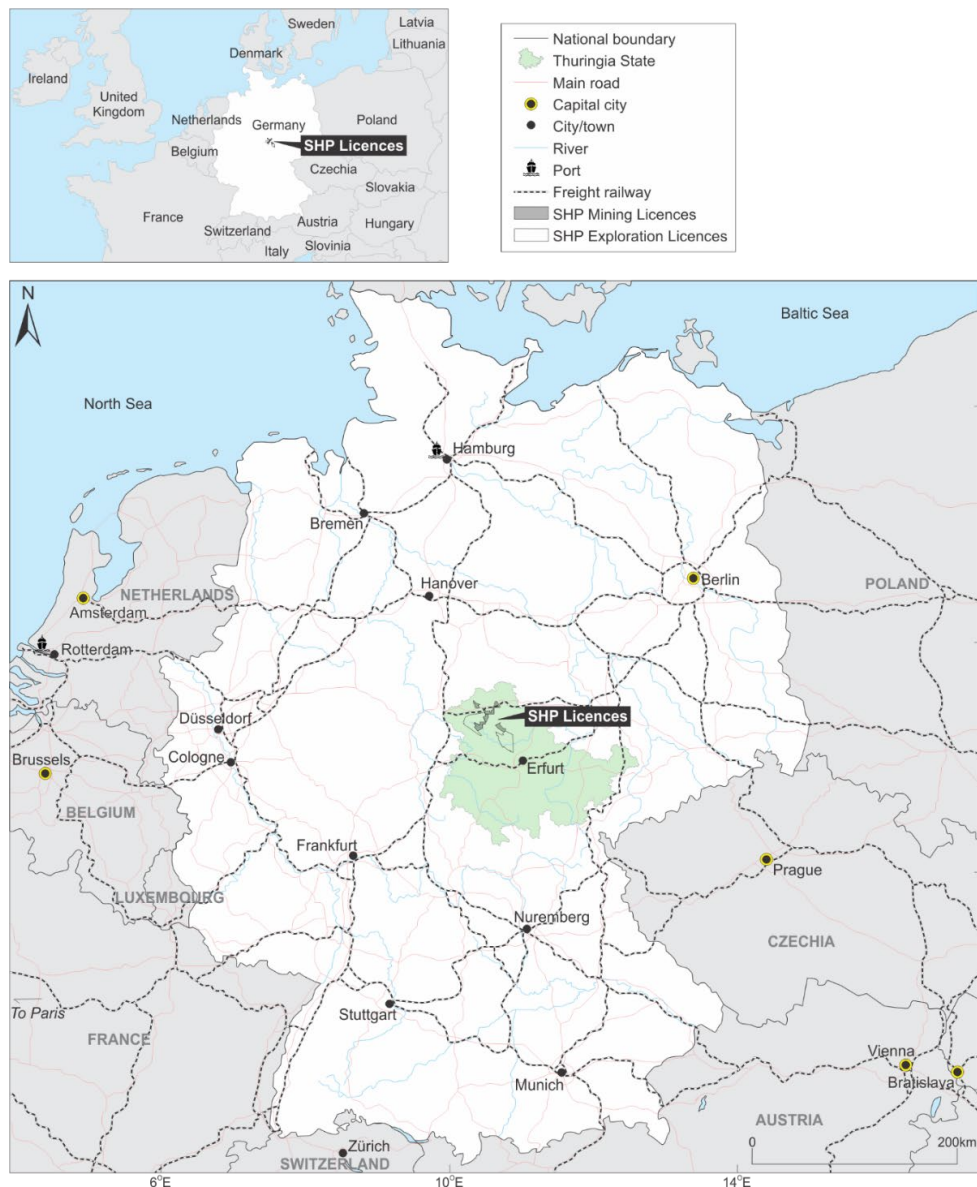 Sweden
Latvia
Lithuania
Denmark
Ireland
United
Kingdom
Netherlands
Germany
Poland
SHP Licences
Belgium
Czechia
Slovakia
France
Austria
Hungary
Switzerland
Slovinia
Italy
National boundary
Thuringia State
Main road
Capital city
City/town
River
Port
Freight railway
SHP Mining Licences
SHP Exploration Licences
N
Baltic Sea
North Sea
Hamburg
Bremen
Hanover
Berlin
NETHERLANDS
POLAND
Amsterdam
Rotterdam
SHP Licences
Düsseldorf
Cologne
Erfurt
Brussels
BELGIUM
Frankfurt
Prague
LUXEMBOURG
Nuremberg
CZECHIA
To Paris
Stuttgart
FRANCE
Vienna
Munich
Bratislava
AUSTRIA
Zürich
SWITZERLAND
0
200km
6°E
10°E
14°E